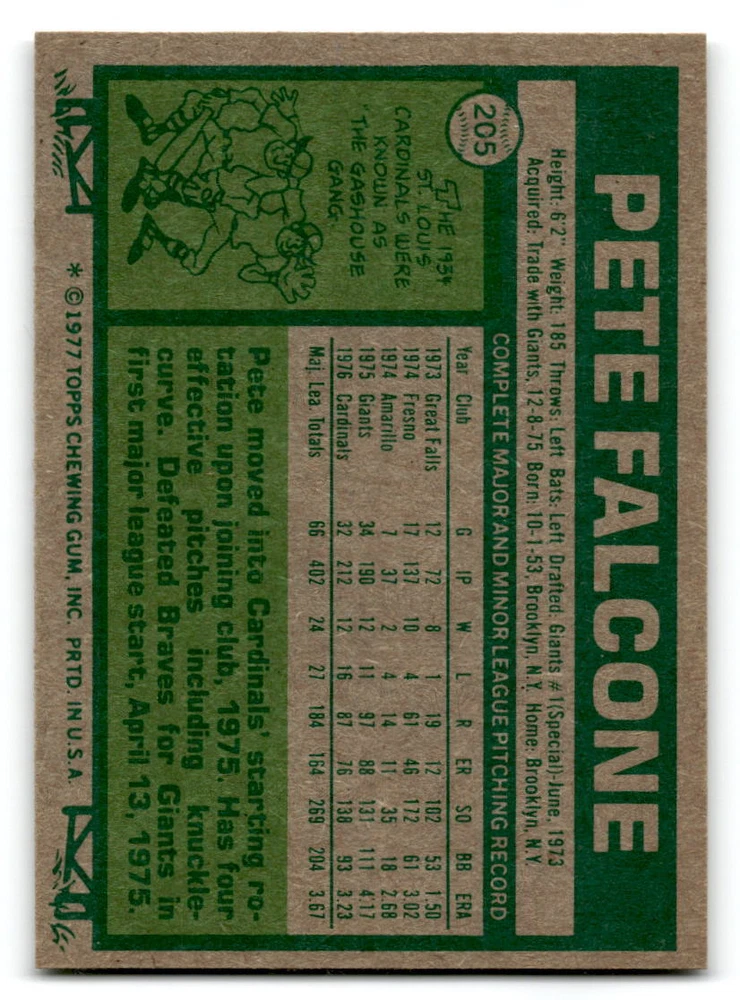 PETE FALCONE
205
Height: 6'2" Weight: 185 Throws: Left Bats: Left Drafted: Giants #1(Special)-June, 1973
Acquired: Trade with Giants, 12-8-75 Born: 10-1-53, Brooklyn, N.Y. Home: Brooklyn, N.Y.
COMPLETE MAJOR AND MINOR LEAGUE PITCHING RECORD
Year Club G IP W L R ER SO BB ERA
1973 Great Falls 12 72 8 1 19 12 102 53 1.50
1974 Fresno 17 137 10 4 61 46 172 61 3.02
1974 Amarillo 7 37 2 4 14 11 35 18 2.68
1975 Giants 34 190 12 11 97 88 131 111 4.17
1976 Cardinals 32 212 12 16 87 76 138 93 3.23
Maj. Lea. Totals 66 402 24 27 184 164 269 204 3.67
THE 1934
ST. LOUIS
CARDINALS WERE
KNOWN AS
"THE GASHOUSE
GANG."
Pete moved into Cardinals' starting ro-
tation upon joining club, 1975. Has four
effective pitches including knuckle-
curve. Defeated Braves for Giants in
first major league start, April 13, 1975.
* © 1977 TOPPS CHEWING GUM, INC. PRTD. IN U.S.A.